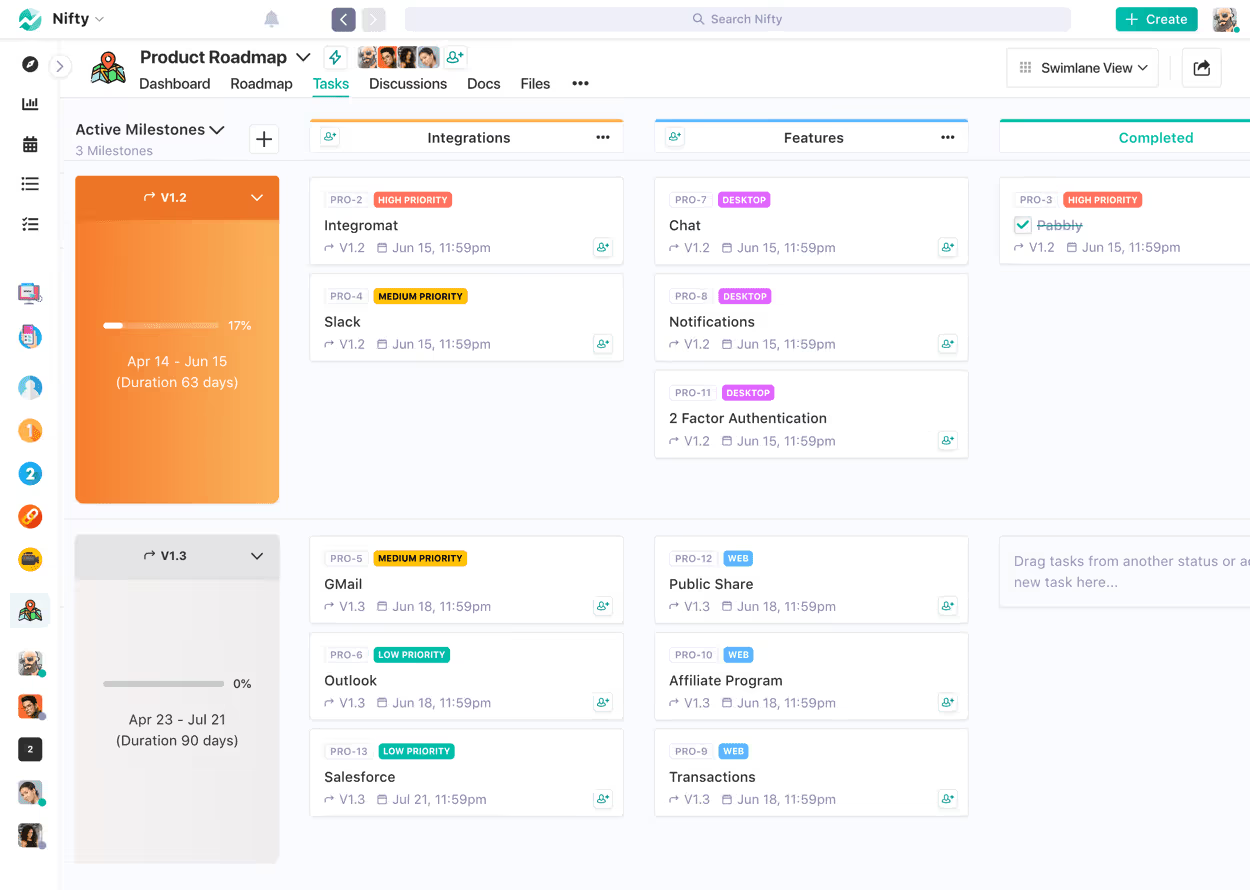 Nifty
Search Nifty
Create
Product Roadmap
Dashboard
Roadmap
Tasks
Discussions
Docs
Files
Swimlane View
Active Milestones
3 Milestones
Integrations
Features
Completed
V1.2
17%
Apr 14 - Jun 15
(Duration 63 days)
PRO-2 HIGH PRIORITY
Integromat
V1.2 Jun 15, 11:59pm
PRO-4 MEDIUM PRIORITY
Slack
V1.2 Jun 15, 11:59pm
PRO-7 DESKTOP
Chat
V1.2 Jun 15, 11:59pm
PRO-8 DESKTOP
Notifications
V1.2 Jun 15, 11:59pm
PRO-11 DESKTOP
2 Factor Authentication
V1.2 Jun 15, 11:59pm
PRO-3 HIGH PRIORITY
Pabbly
V1.2 Jun 15, 11:59pm
V1.3
0%
Apr 23 - Jul 21
(Duration 90 days)
PRO-5 MEDIUM PRIORITY
GMail
V1.3 Jun 18, 11:59pm
PRO-6 LOW PRIORITY
Outlook
V1.3 Jun 18, 11:59pm
PRO-13 LOW PRIORITY
Salesforce
V1.3 Jul 21, 11:59pm
PRO-12 WEB
Public Share
V1.3 Jun 18, 11:59pm
PRO-10 WEB
Affiliate Program
V1.3 Jun 18, 11:59pm
PRO-9 WEB
Transactions
V1.3 Jun 18, 11:59pm
Drag tasks from another status or
new task here...
1
2
2